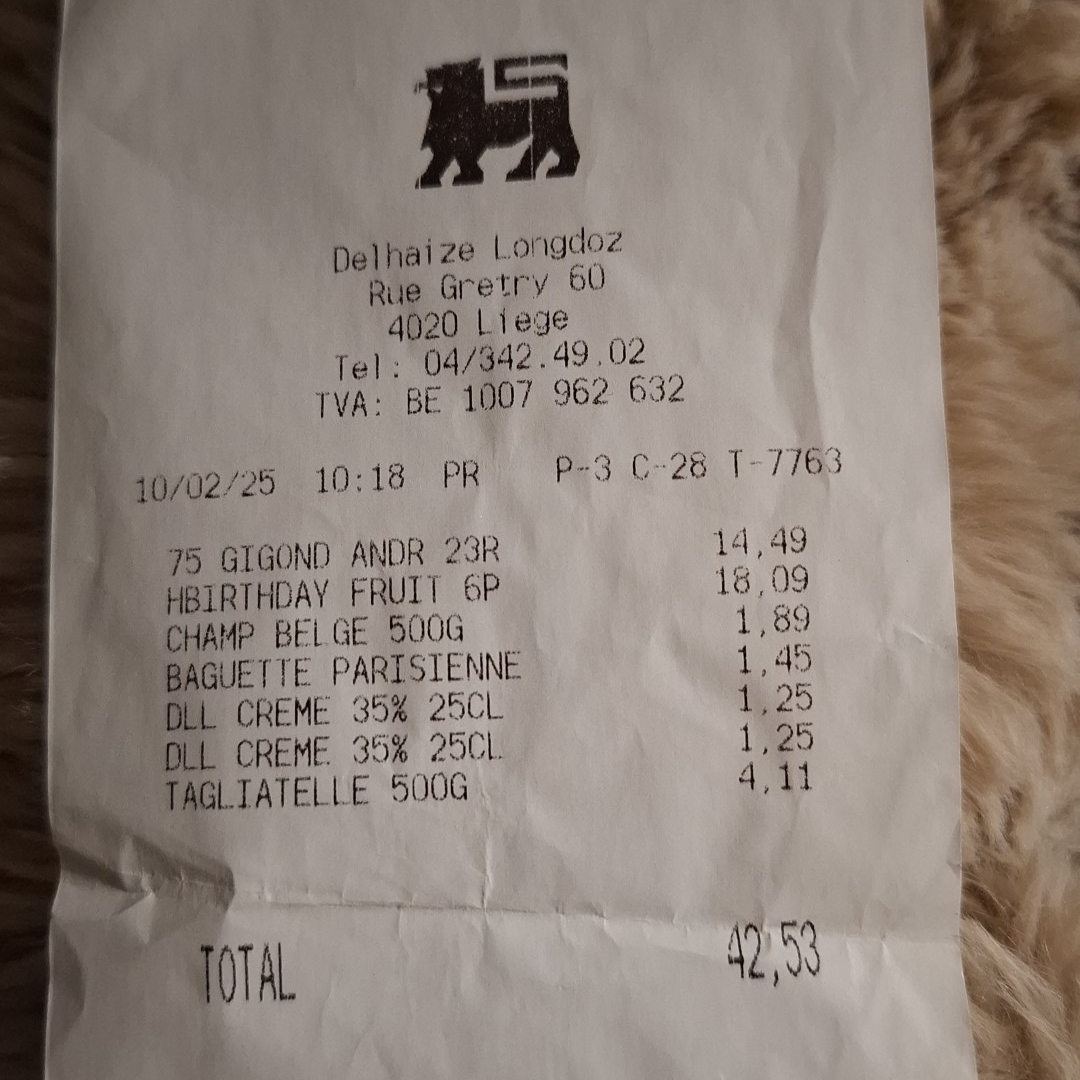 Delhaize Longdoz
Rue Gretry 60
4020 Liege
Tel: 04/342.49.02
TVA: BE 1007 962 632
10/02/25 10:18 PR P-3 C-28 T-7763
75 GIGOND ANDR 23R 14,49
HBIRTHDAY FRUIT 6P 18,09
CHAMP BELGE 500G 1,89
BAGUETTE PARISIENNE 1,45
DLL CREME 35% 25CL 1,25
DLL CREME 35% 25CL 1,25
TAGLIATELLE 500G 4,11
TOTAL 42,53